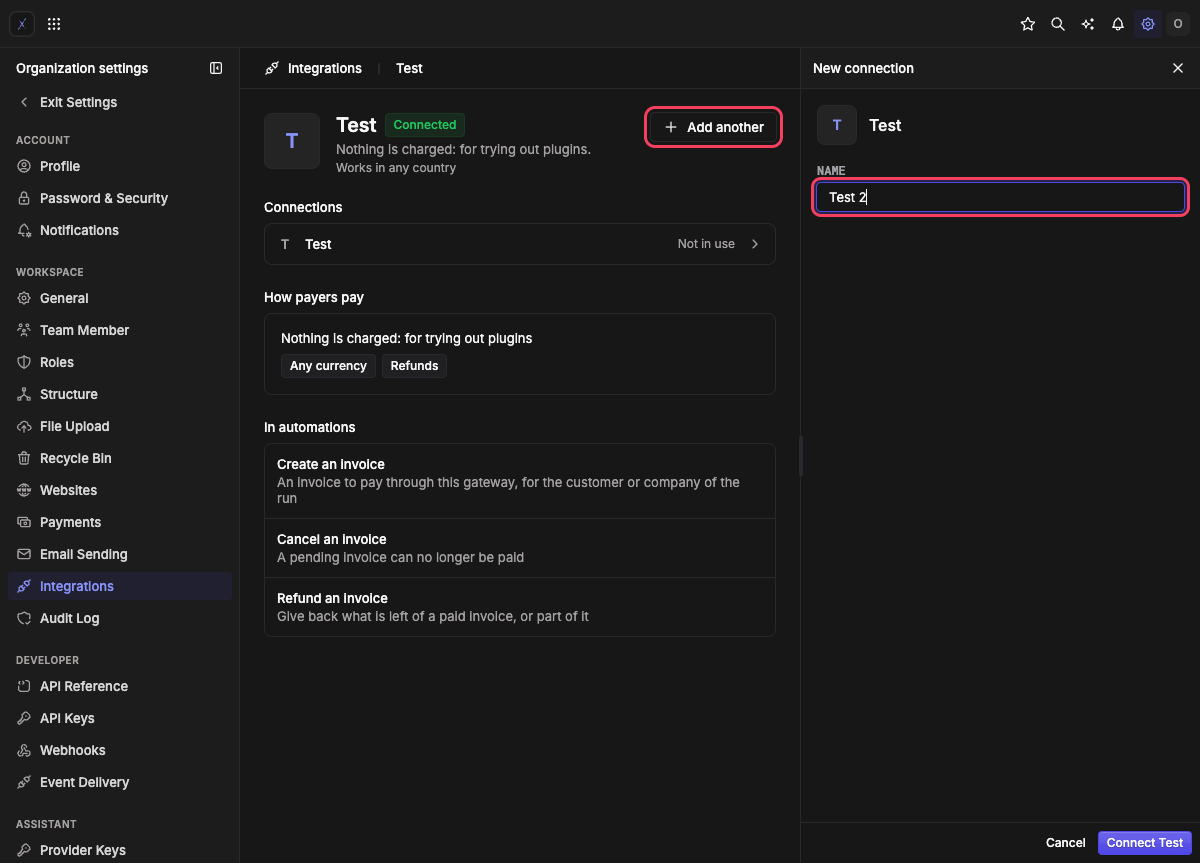 O
Organization settings
Exit Settings
ACCOUNT
Profile
Password & Security
Notifications
WORKSPACE
General
Team Member
Roles
Structure
File Upload
Recycle Bin
Websites
Payments
Email Sending
Integrations
Audit Log
DEVELOPER
API Reference
API Keys
Webhooks
Event Delivery
ASSISTANT
Provider Keys
Integrations | Test
T
Test Connected
Nothing is charged: for trying out plugins.
Works in any country
Add another
Connections
T Test Not in use
How payers pay
Nothing is charged: for trying out plugins
Any currency Refunds
In automations
Create an invoice
An invoice to pay through this gateway, for the customer or company of the
run
Cancel an invoice
A pending invoice can no longer be paid
Refund an invoice
Give back what is left of a paid invoice, or part of it
New connection
T Test
NAME
Test 2
Cancel Connect Test